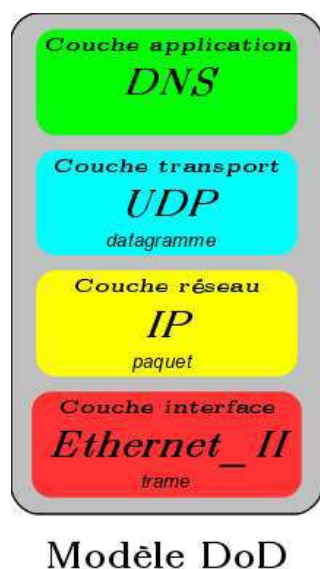 Couche application
DNS
Couche transport
UDP
datagramme
Couche réseau
IP
paquet
Couche interface
Ethernet_II
trame
Modèle DoD